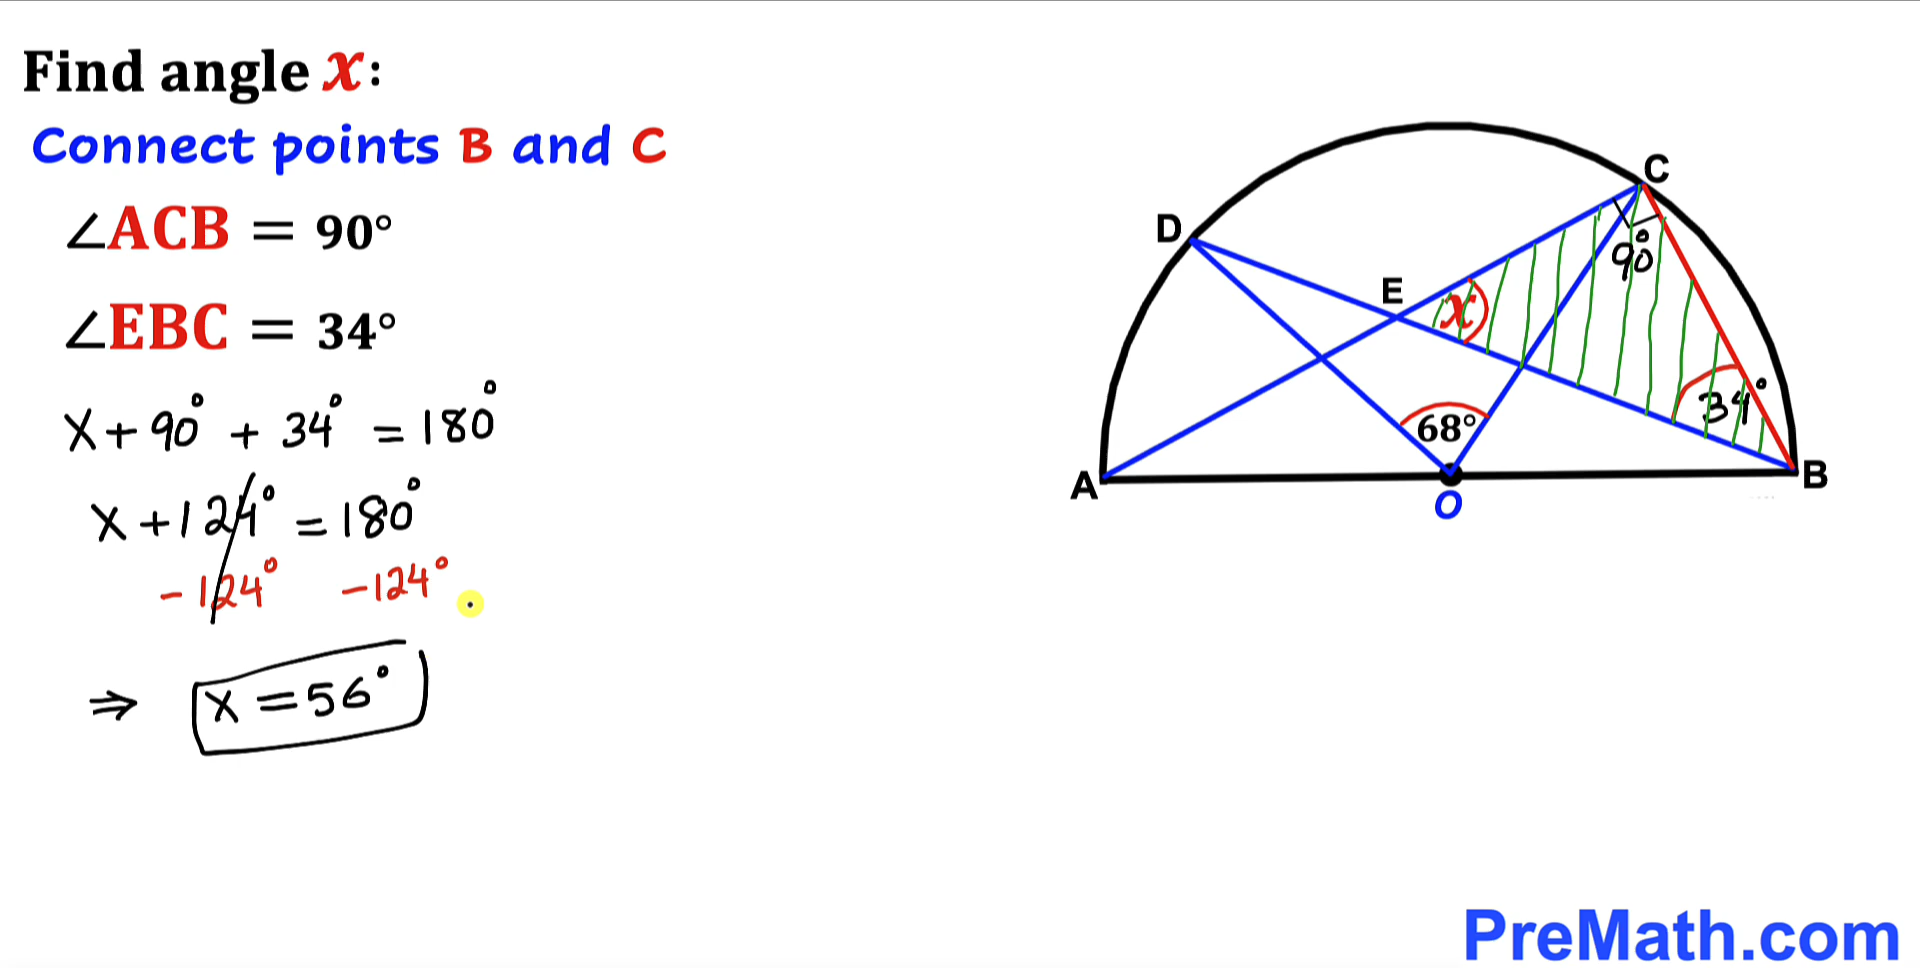 Find angle x:
Connect points B and C
∠ACB = 90°
∠EBC = 34°
x + 90° + 34° = 180°
x + 124° = 180°
-124° -124°
⇒ x = 56°
C
D
90°
E
x
34°
68°
A
B
O
PreMath.com